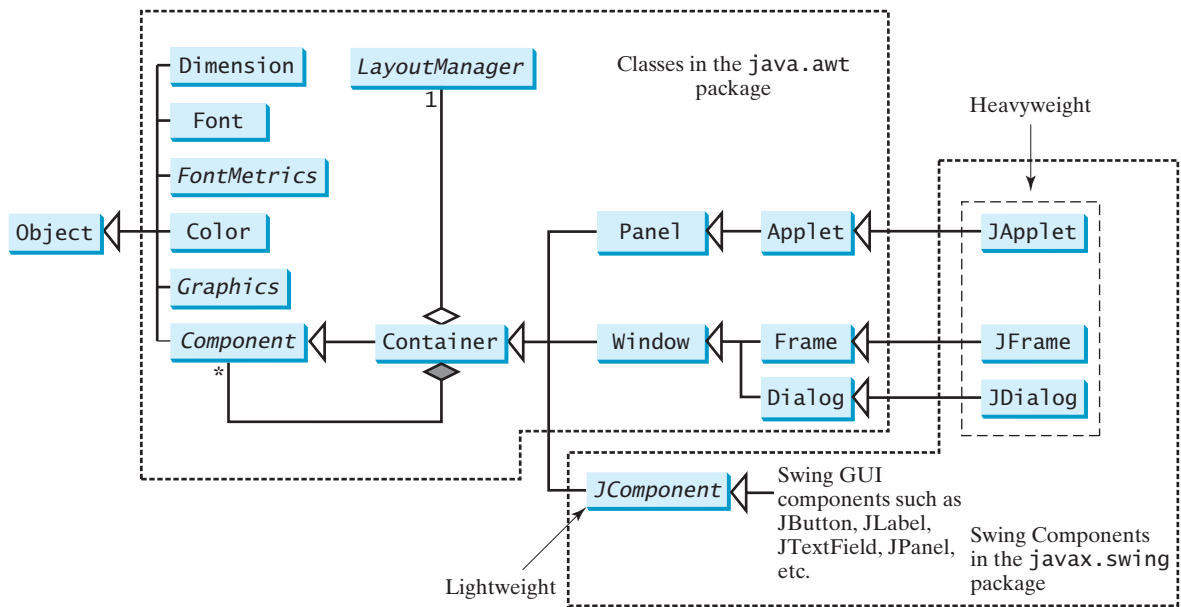 Dimension
LayoutManager
Classes in the java.awt
package
1
Heavyweight
Font
FontMetrics
Object
Color
Panel
Applet
JApplet
Graphics
Component
Container
Window
Frame
JFrame
*
Dialog
JDialog
JComponent
Swing GUI
components such as
JButton, JLabel,
JTextField, JPanel,
etc.
Swing Components
in the javax.swing
package
Lightweight